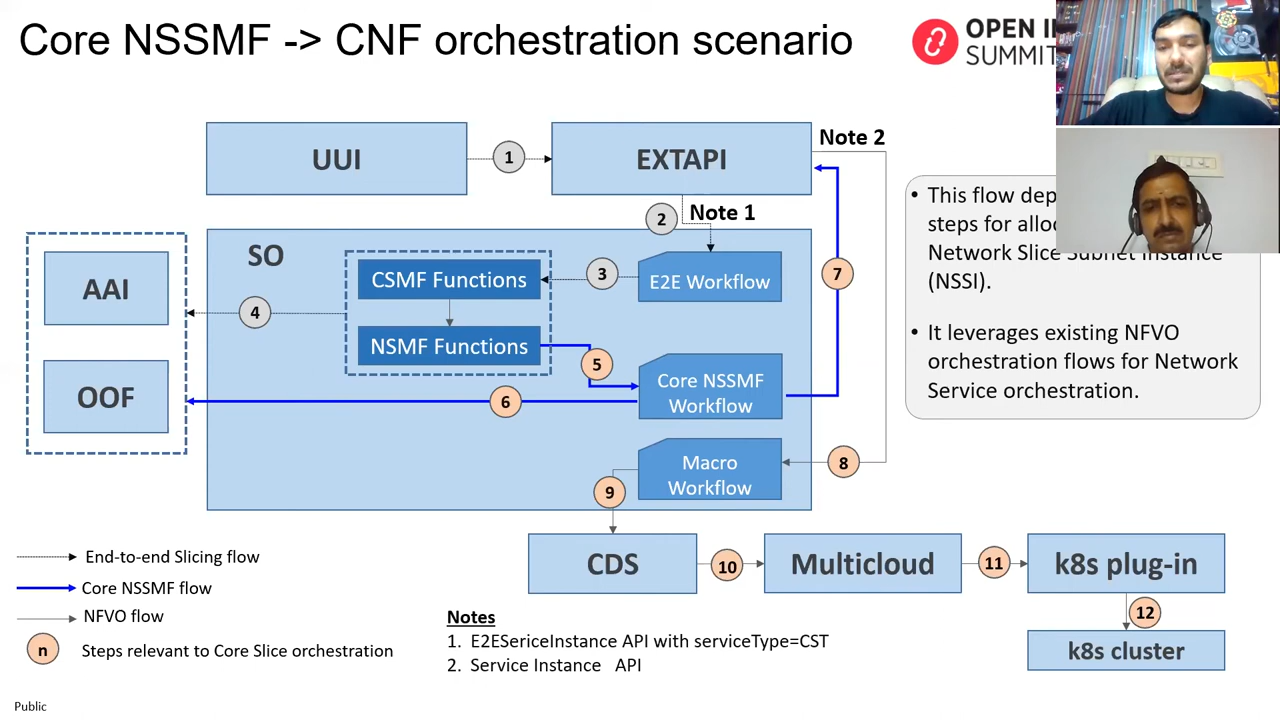 Core NSSMF -> CNF orchestration scenario
OPEN
SUMMIT
UUI
1
EXTAPI
Note 2
2
Note 1
7
SO
AAI
OOF
4
CSMF Functions
NSMF Functions
3
E2E Workflow
5
Core NSSMF
Workflow
6
Macro
Workflow
8
9
• This flow
steps for
Network Slice Subnet Instance
(NSSI).
• It leverages existing NFVO
orchestration flows for Network
Service orchestration.
CDS
10
Multicloud
11
k8s plug-in
12
k8s cluster
End-to-end Slicing flow
Core NSSMF flow
NFVO flow
n
Steps relevant to Core Slice orchestration
Notes
1. E2ESericeInstance API with serviceType=CST
2. Service Instance API
Public